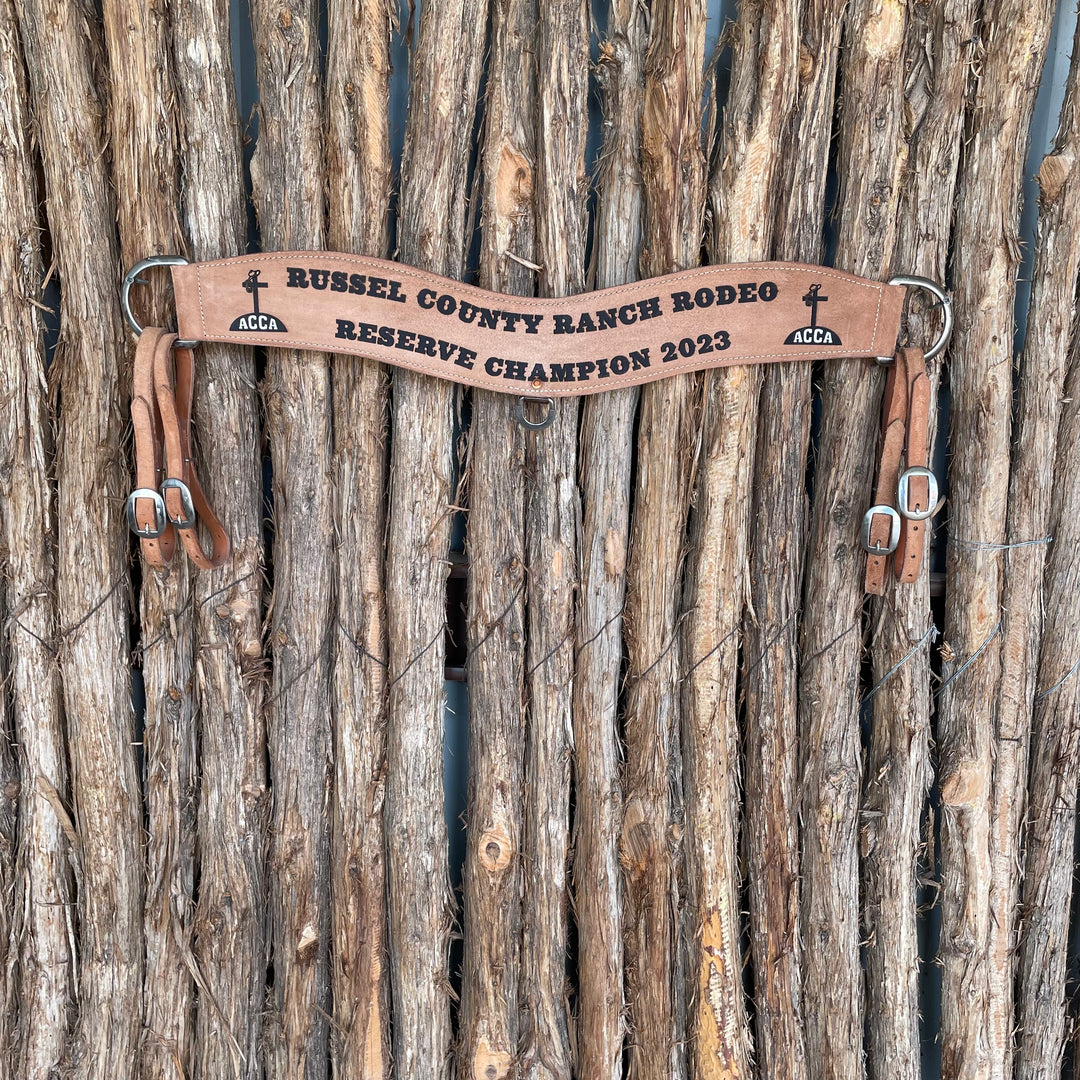 RUSSEL COUNTY RANCH RODEO
RESERVE CHAMPION 2023
ACCA
ACCA